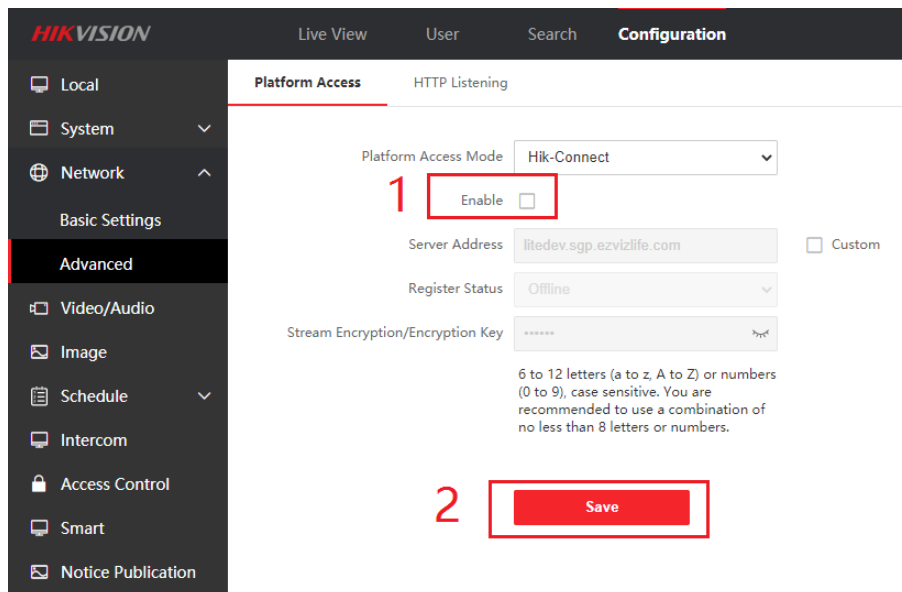 HIKVISION Live View User Search Configuration
Local
Platform Access HTTP Listening
System
Platform Access Mode Hik-Connect
Network
1 Enable
Basic Settings
Server Address litedev.sgp.ezvizlife.com Custom
Advanced
Register Status Offline
Video/Audio
Stream Encryption/Encryption Key ••••••
Image
6 to 12 letters (a to z, A to Z) or numbers
(0 to 9), case sensitive. You are
recommended to use a combination of
no less than 8 letters or numbers.
Schedule
Intercom
Access Control
2 Save
Smart
Notice Publication